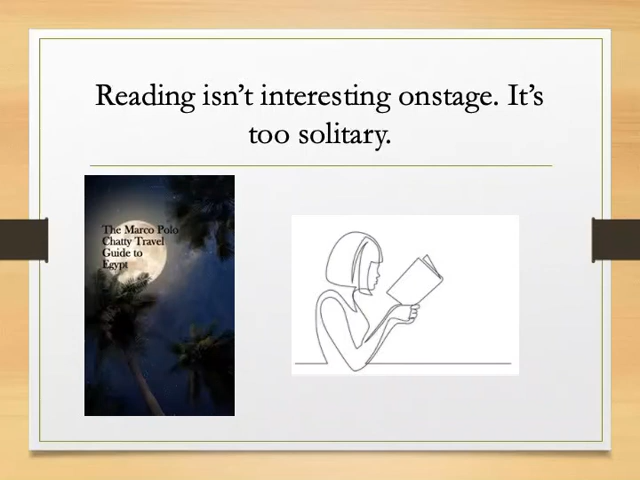 Reading isn’t interesting onstage. It’s
too solitary.
The Marco Polo
Chatty Travel
Guide to
Egypt